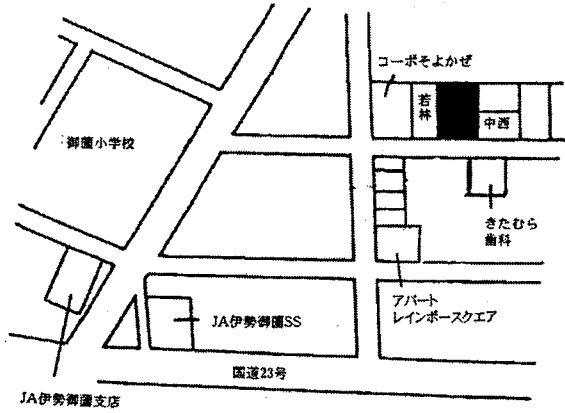 コーポそよかぜ
若林
中西
御薗小学校
きたむら
歯科
アパート
レインボースクエア
JA伊勢御薗SS
国道23号
JA伊勢御薗支店